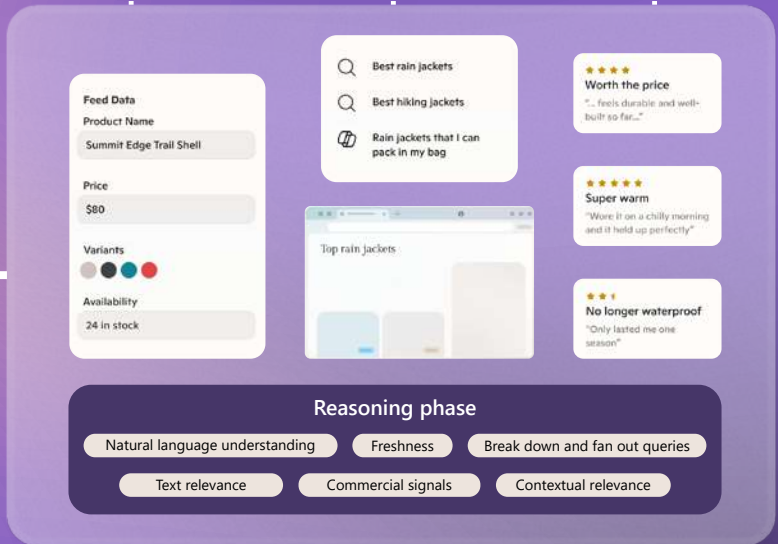 Feed Data
Product Name
Summit Edge Trail Shell
Price
$80
Variants
Availability
24 in stock
Best rain jackets
Best hiking jackets
Rain jackets that I can
pack in my bag
Top rain jackets
Worth the price
"... feels durable and well-
built so far..."
Super warm
"Wore it on a chilly morning
and it held up perfectly"
No longer waterproof
"Only lasted me one
season"
Reasoning phase
Natural language understanding
Freshness
Break down and fan out queries
Text relevance
Commercial signals
Contextual relevance